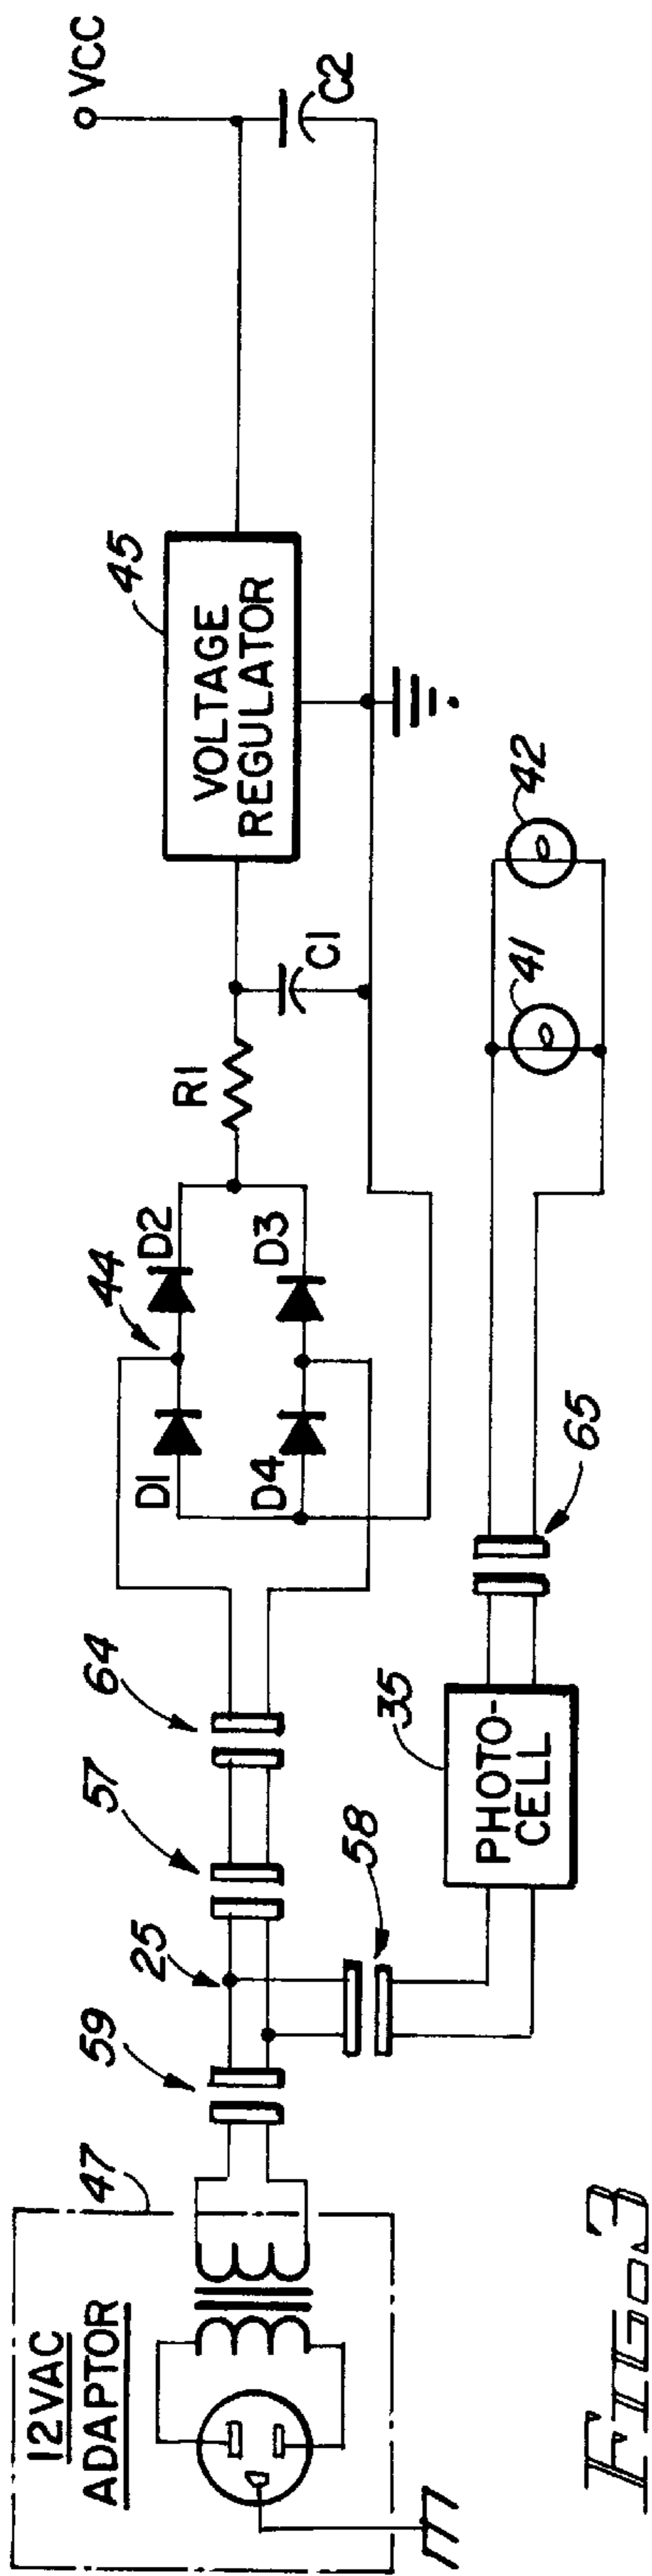 12VAC
ADAPTOR
47
59
25
57
64
58
44
D1
D2
D4
D3
R1
C1
45
VOLTAGE
REGULATOR
VCC
C2
35
PHOTO-
CELL
65
41
42
FIG. 3